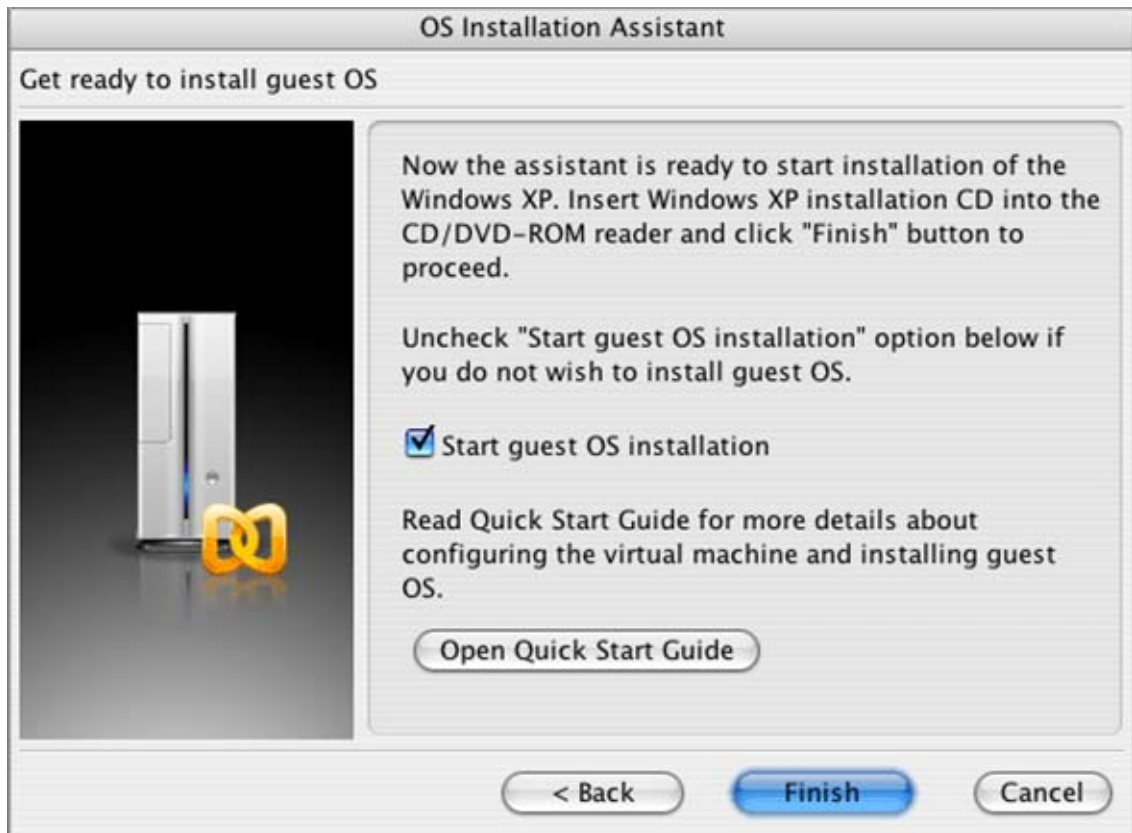 OS Installation Assistant
Get ready to install guest OS
Now the assistant is ready to start installation of the
Windows XP. Insert Windows XP installation CD into the
CD/DVD-ROM reader and click "Finish" button to
proceed.
Uncheck "Start guest OS installation" option below if
you do not wish to install guest OS.
Start guest OS installation
Read Quick Start Guide for more details about
configuring the virtual machine and installing guest
OS.
Open Quick Start Guide
< Back
Finish
Cancel